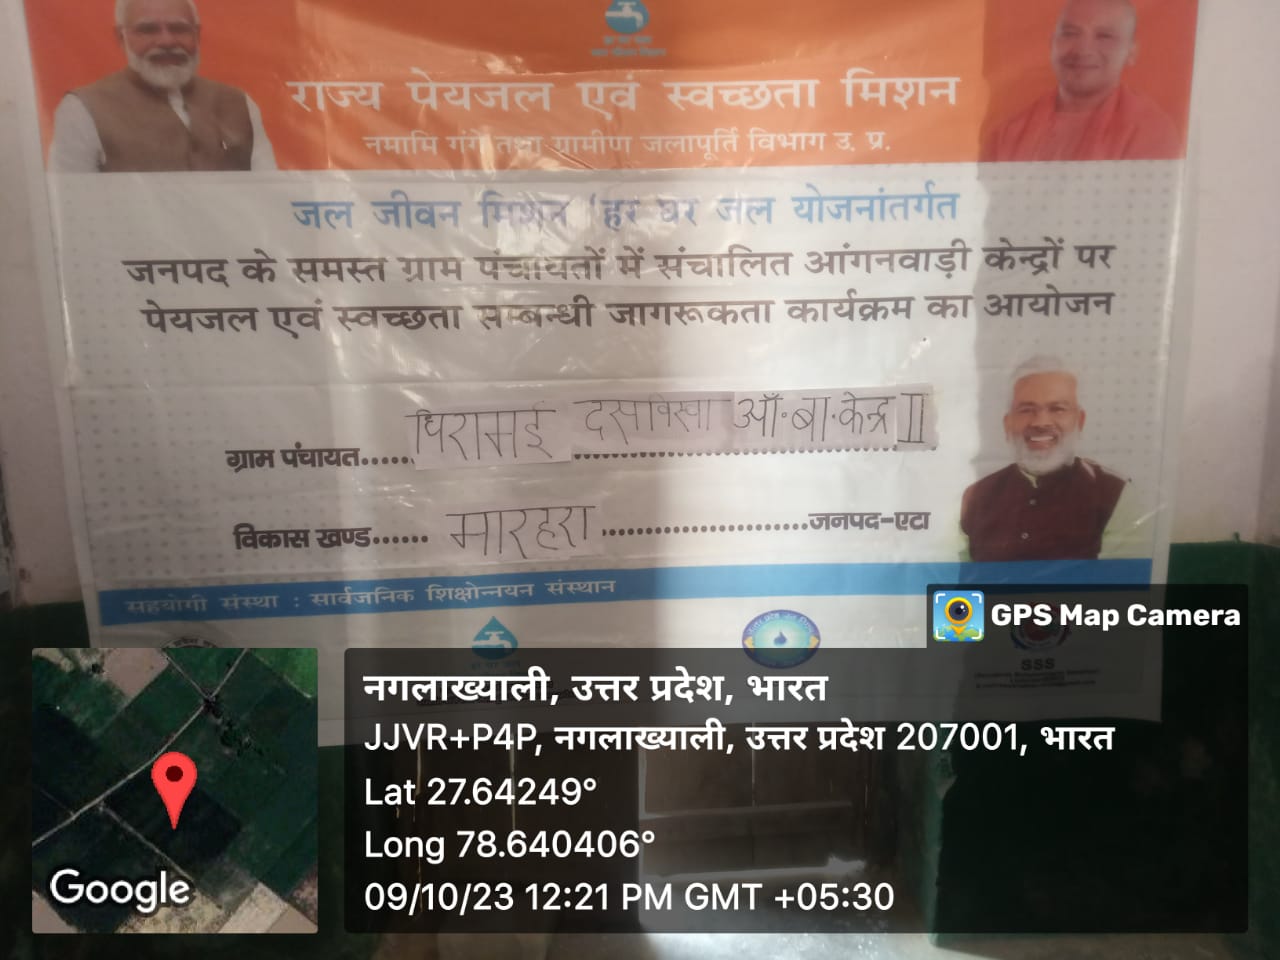 राज्य पेयजल एवं स्वच्छता मिशन
नमामि गंगे तथा ग्रामीण जलापूर्ति विभाग उ. प्र.
जल जीवन मिशन 'हर घर जल योजनांतर्गत
जनपद के समस्त ग्राम पंचायतों में संचालित आंगनवाड़ी केन्द्रों पर
पेयजल एवं स्वच्छता सम्बन्धी जागरूकता कार्यक्रम का आयोजन
ग्राम पंचायत...... पिरामई दसविस्वा आँ.बा.केन्द्र II
विकास खण्ड...... मारहरा ........................जनपद-एटा
सहयोगी संस्था : सार्वजनिक शिक्षोन्नयन संस्थान
GPS Map Camera
SSS
नगलाख्याली, उत्तर प्रदेश, भारत
JJVR+P4P, नगलाख्याली, उत्तर प्रदेश 207001, भारत
Lat 27.64249°
Long 78.640406°
09/10/23 12:21 PM GMT +05:30
Google